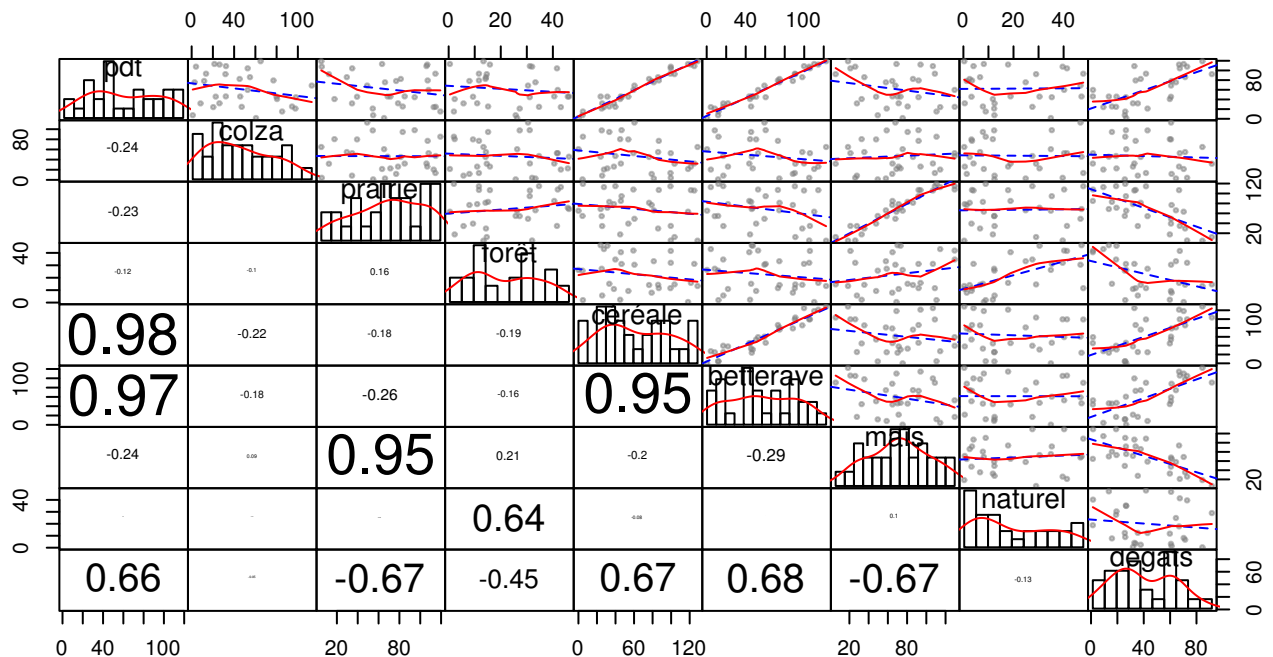 0 40 100 0 20 40 0 40 100 0 20 40
pdt 0 80
0 80 -0.24 colza
-0.23 prairie 20 120
0 40 -0.12 -0.1 0.16 forêt
0.98 -0.22 -0.18 -0.19 céréale 0 100
0 100 0.97 -0.18 -0.26 -0.16 0.95 betterave
-0.24 0.09 0.95 0.21 -0.2 -0.29 maïs 20
0 40 0.64 -0.08 0.1 naturel
0.66 -0.67 -0.45 0.67 0.68 -0.67 -0.13 dégâts 0 60
0 40 100 20 80 0 60 120 20 80 0 40 80